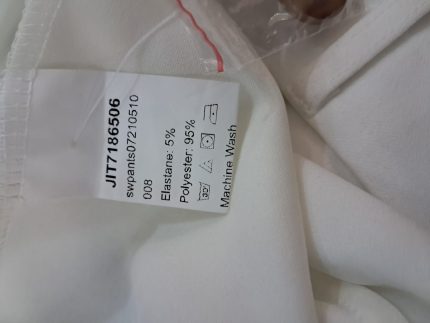 JIT7186506
swpants07210510
008
Elastane: 5%
Polyester: 95%
Machine Wash